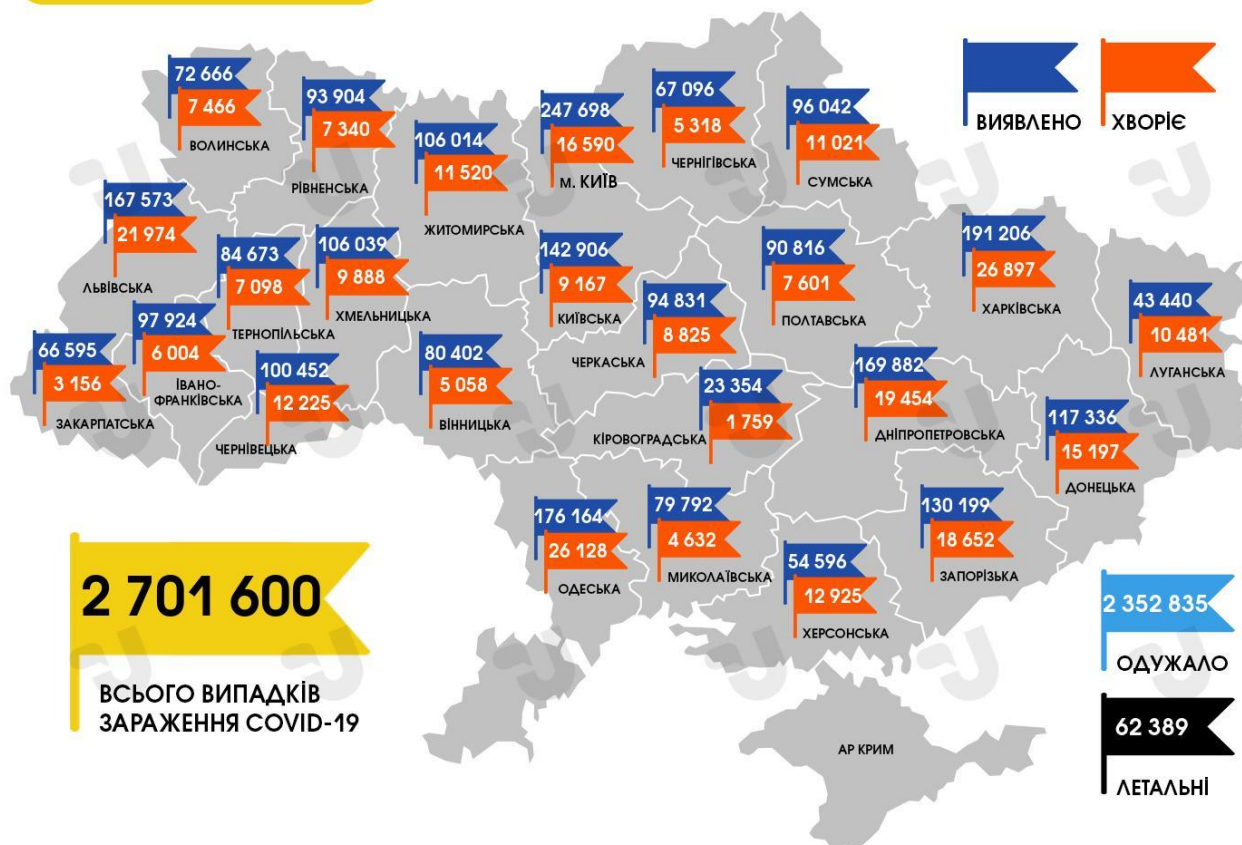 ВИЯВЛЕНО
ХВОРІЄ
72 666
7 466
ВОЛИНСЬКА
93 904
7 340
РІВНЕНСЬКА
106 014
11 520
ЖИТОМИРСЬКА
247 698
16 590
м. КИЇВ
67 096
5 318
ЧЕРНІГІВСЬКА
96 042
11 021
СУМСЬКА
167 573
21 974
ЛЬВІВСЬКА
84 673
7 098
ТЕРНОПІЛЬСЬКА
106 039
9 888
ХМЕЛЬНИЦЬКА
142 906
9 167
КИЇВСЬКА
94 831
8 825
ЧЕРКАСЬКА
90 816
7 601
ПОЛТАВСЬКА
191 206
26 897
ХАРКІВСЬКА
43 440
10 481
ЛУГАНСЬКА
66 595
3 156
ЗАКАРПАТСЬКА
97 924
6 004
ІВАНО-
ФРАНКІВСЬКА
100 452
12 225
ЧЕРНІВЕЦЬКА
80 402
5 058
ВІННИЦЬКА
23 354
1 759
КІРОВОГРАДСЬКА
169 882
19 454
ДНІПРОПЕТРОВСЬКА
117 336
15 197
ДОНЕЦЬКА
176 164
26 128
ОДЕСЬКА
79 792
4 632
МИКОЛАЇВСЬКА
54 596
12 925
ХЕРСОНСЬКА
130 199
18 652
ЗАПОРІЗЬКА
2 701 600
ВСЬОГО ВИПАДКІВ
ЗАРАЖЕННЯ COVID-19
2 352 835
ОДУЖАЛО
62 389
ЛЕТАЛЬНІ
АР КРИМ